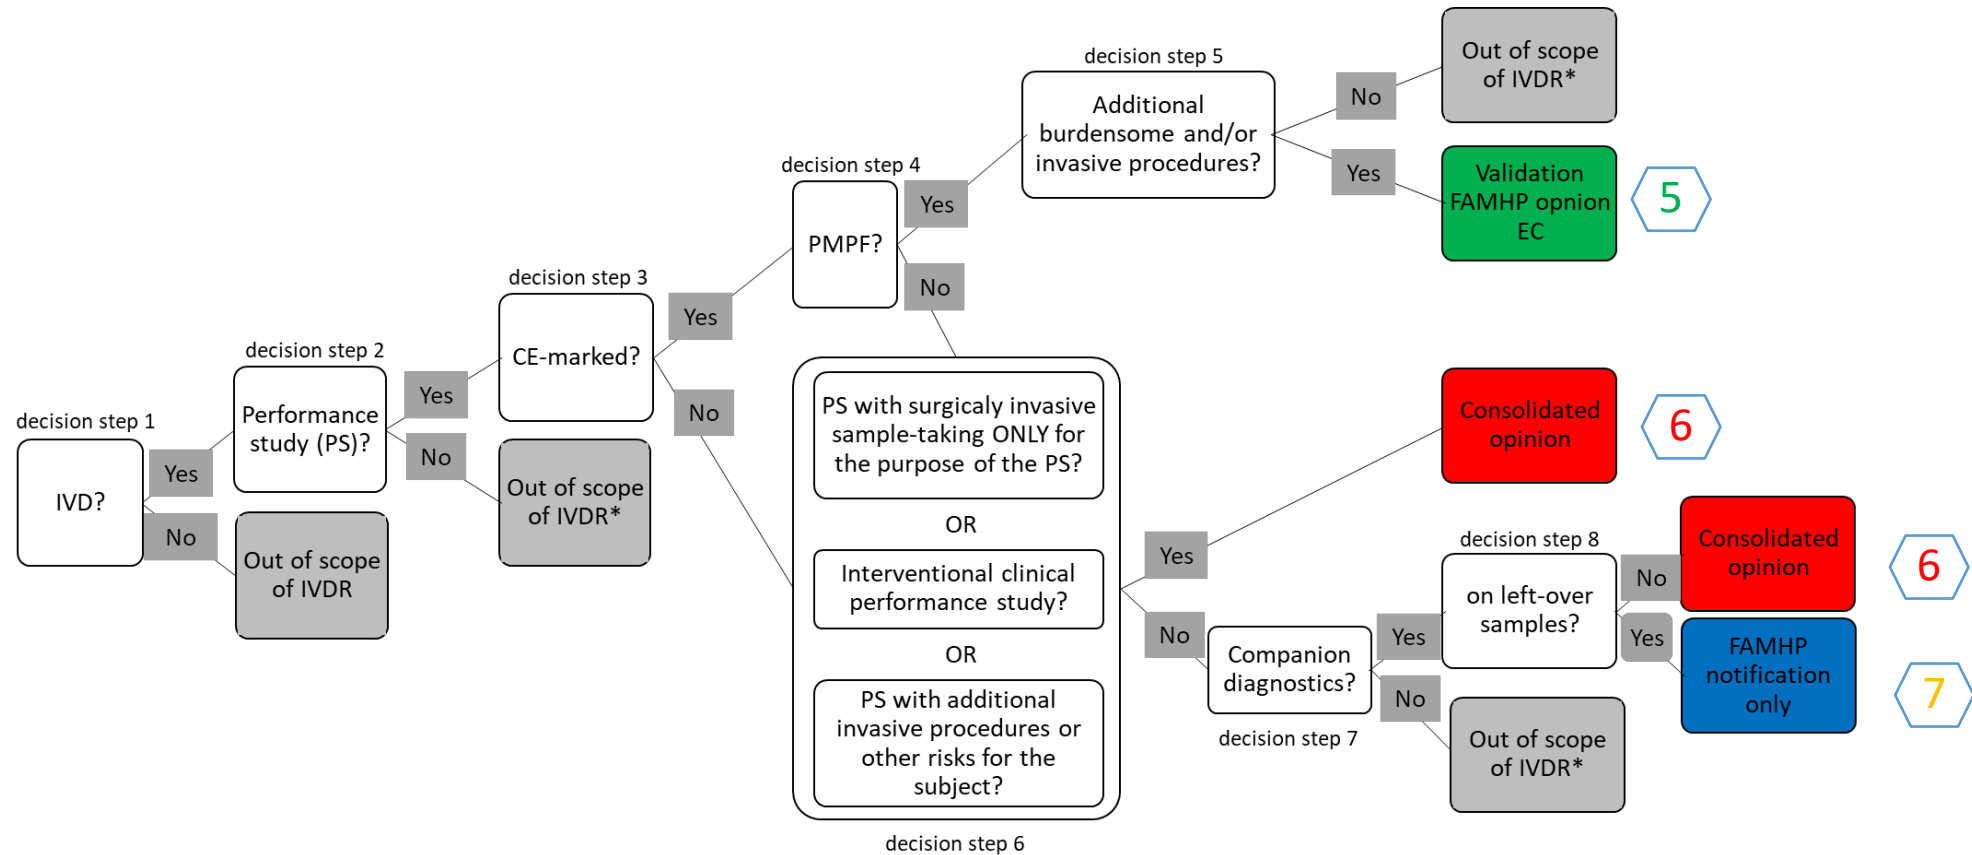 decision step 1
IVD?
Yes
No
Out of scope
of IVDR
decision step 2
Performance
study (PS)?
Yes
No
Out of scope
of IVDR*
decision step 3
CE-marked?
Yes
No
decision step 4
PMPF?
Yes
No
decision step 5
Additional
burdensome and/or
invasive procedures?
No
Out of scope
of IVDR*
Yes
Validation
FAMHP opnion
EC
5
PS with surgicaly invasive
sample-taking ONLY for
the purpose of the PS?
OR
Interventional clinical
performance study?
OR
PS with additional
invasive procedures or
other risks for the
subject?
decision step 6
Yes
Consolidated
opinion
6
No
Companion
diagnostics?
decision step 7
Yes
No
Out of scope
of IVDR*
decision step 8
on left-over
samples?
No
Consolidated
opinion
6
Yes
FAMHP
notification
only
7